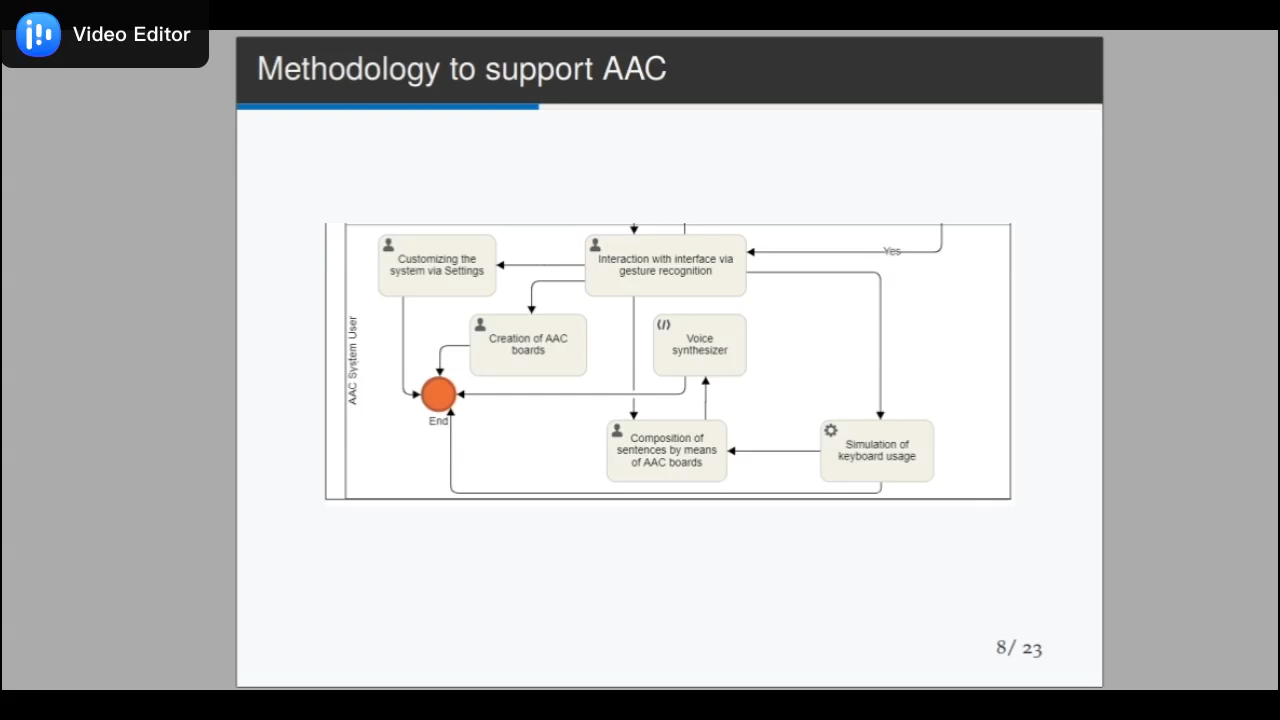 Video Editor
Methodology to support AAC
Customizing the
system via Settings
Interaction with interface via
gesture recognition
Yes
Creation of AAC
boards
Voice
synthesizer
AAC System User
End
Composition of
sentences by means
of AAC boards
Simulation of
keyboard usage
8/ 23